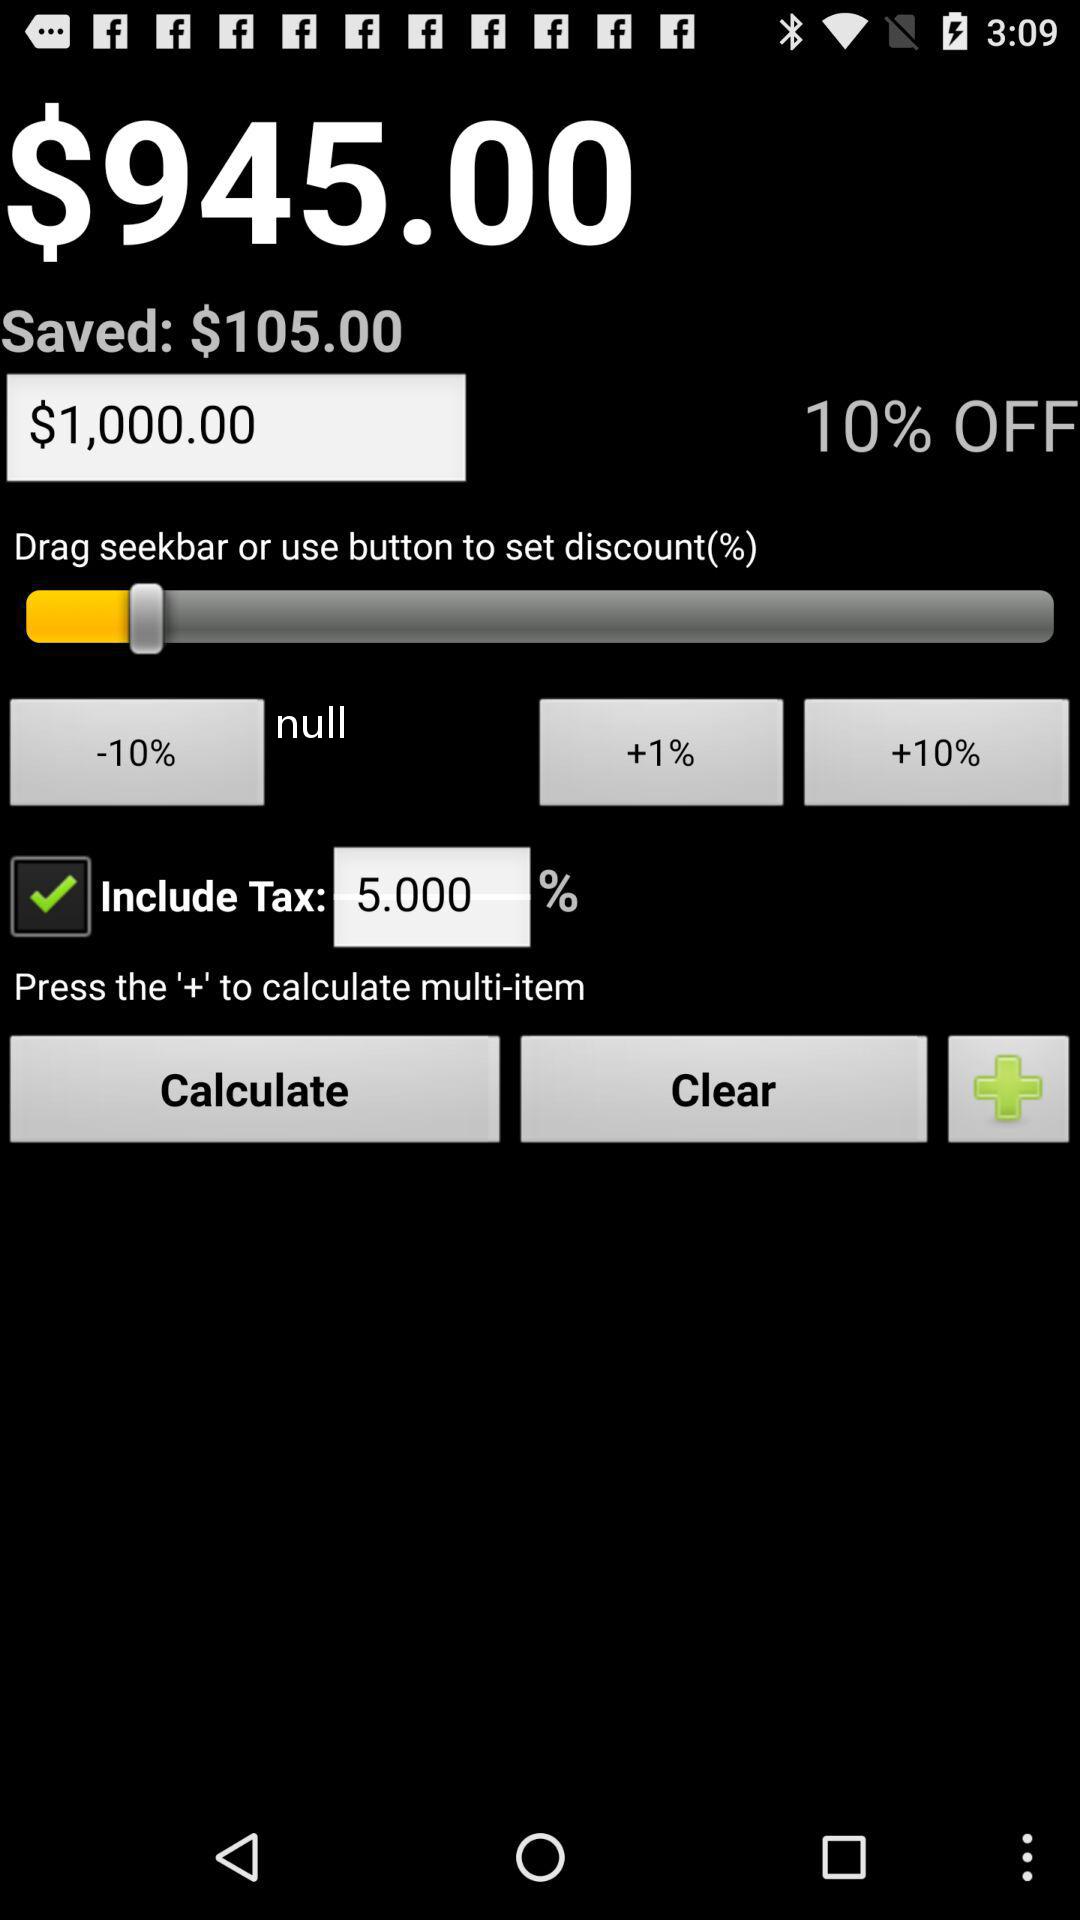 3:09
$945.00
Saved: $105.00
$1,000.00 10% OFF
Drag seekbar or use button to set discount(%)
-10% null +1% +10%
Include Tax: 5.000 %
Press the '+' to calculate multi-item
Calculate Clear